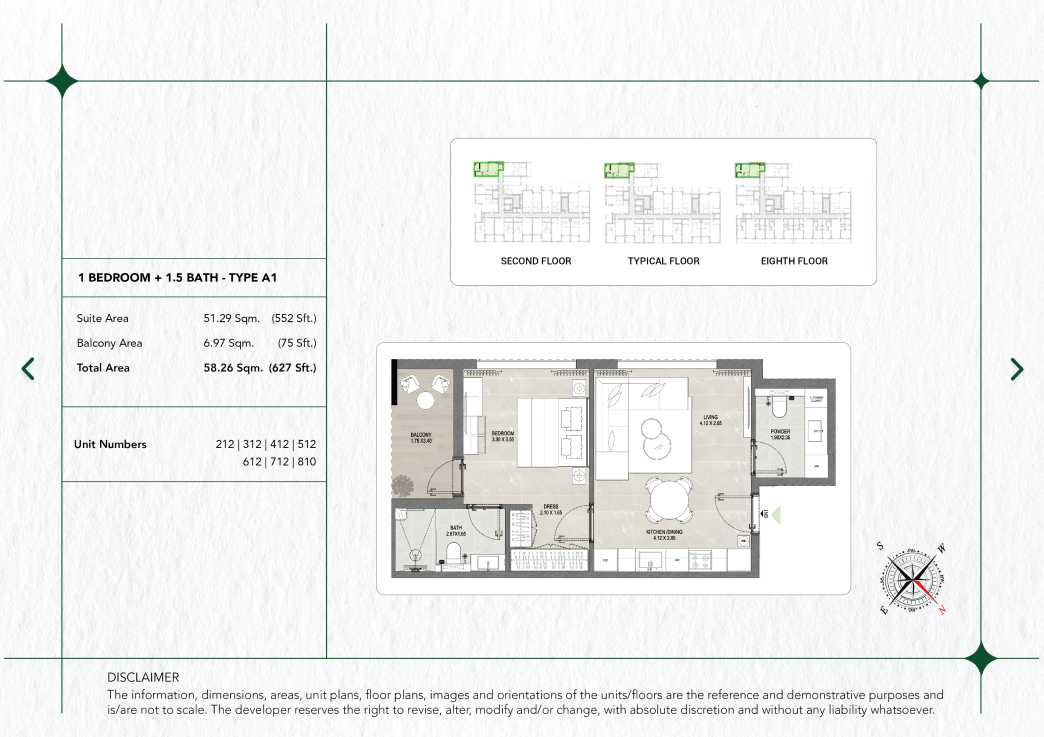 SECOND FLOOR
TYPICAL FLOOR
EIGHTH FLOOR
1 BEDROOM + 1.5 BATH - TYPE A1
Suite Area 51.29 Sqm. (552 Sft.)
Balcony Area 6.97 Sqm. (75 Sft.)
Total Area 58.26 Sqm. (627 Sft.)
Unit Numbers 212 | 312 | 412 | 512
612 | 712 | 810
BALCONY
1.75 X3.40
BEDROOM
3.30 X 3.55
LIVING
4.12 X 2.85
POWDER
1.90X2.35
DRESS
2.10 X 1.65
BATH
2.87X1.65
KITCHEN /DINING
4.12 X 2.85
S
W
E
N
DISCLAIMER
The information, dimensions, areas, unit plans, floor plans, images and orientations of the units/floors are the reference and demonstrative purposes and
is/are not to scale. The developer reserves the right to revise, alter, modify and/or change, with absolute discretion and without any liability whatsoever.